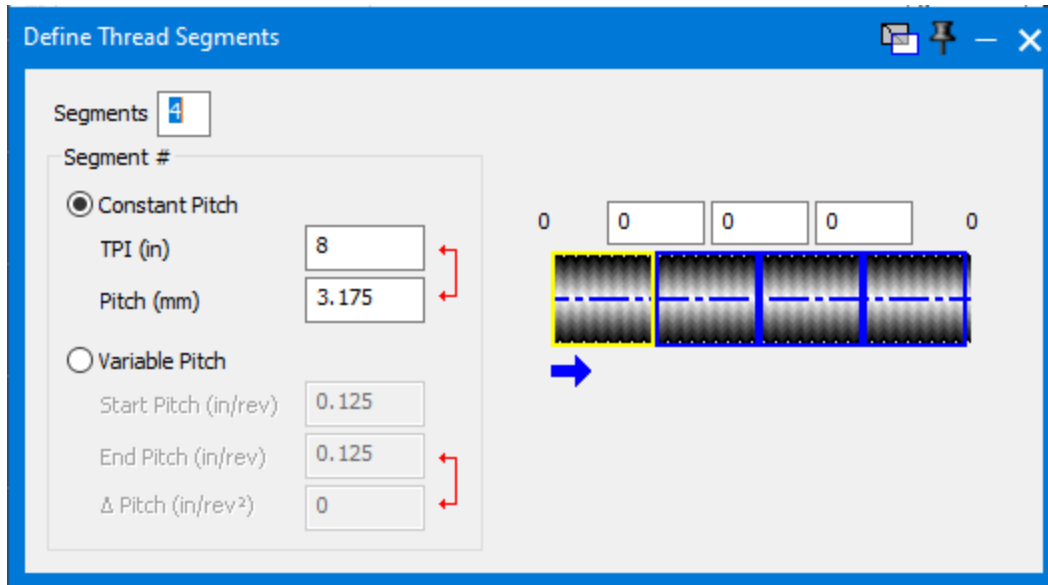 Define Thread Segments
Segments 4
Segment #
Constant Pitch
TPI (in) 8
Pitch (mm) 3.175
Variable Pitch
Start Pitch (in/rev) 0.125
End Pitch (in/rev) 0.125
Δ Pitch (in/rev²) 0
0 0 0 0 0